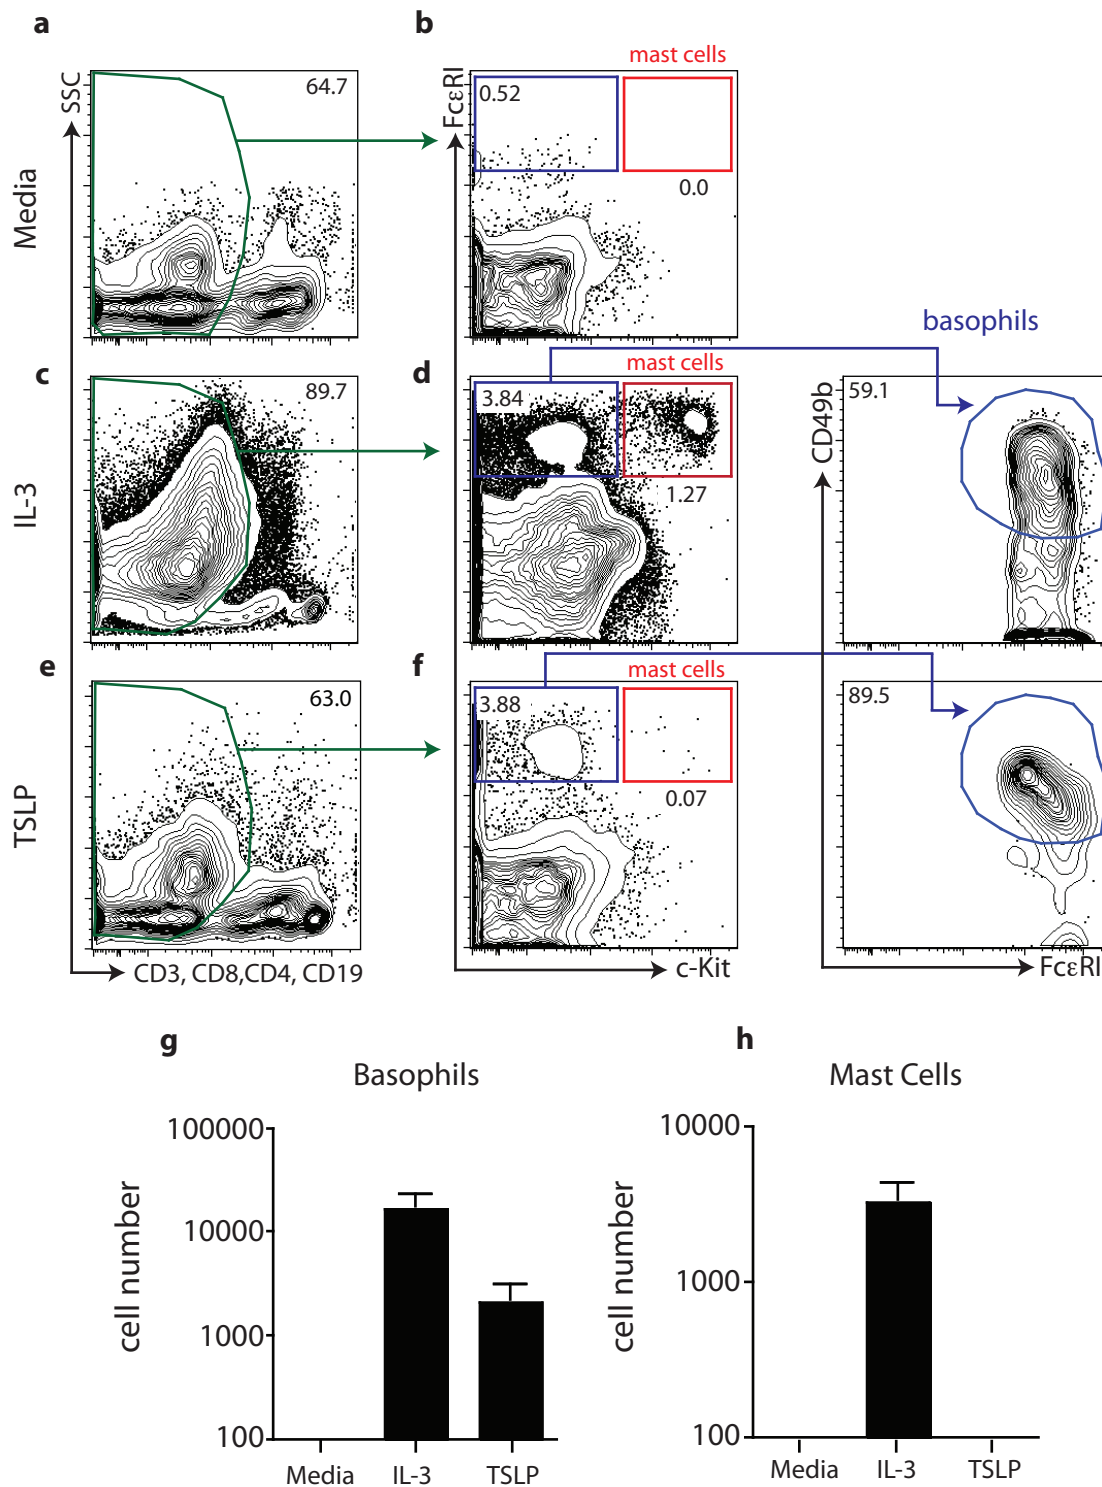 a
b
mast cells
SSC
64.7
FcεRI
0.52
0.0
Media
basophils
c
d
mast cells
89.7
3.84
1.27
CD49b
59.1
IL-3
e
f
mast cells
63.0
3.88
0.07
89.5
TSLP
CD3, CD8,CD4, CD19
c-Kit
FcεRI
g
h
Basophils
Mast Cells
cell number
100000
10000
1000
100
Media IL-3 TSLP
cell number
10000
1000
100
Media IL-3 TSLP